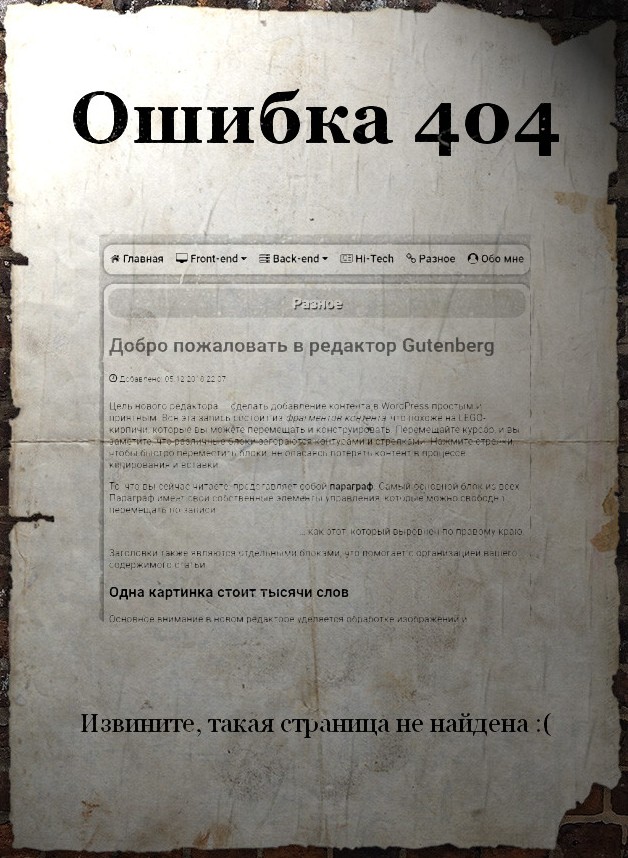 Ошибка 404
Главная Front-end Back-end Hi-Tech Разное Обо мне
Разное
Добро пожаловать в редактор Gutenberg
Добавлено: 05.12.2018 22:07
Цель нового редактора — сделать добавление контента в WordPress простым и
приятным. Вся эта запись состоит из фрагментов контента что похоже на LEGO-
кирпичи, которые вы можете перемещать и конструировать. Перемещайте курсор, и вы
заметите, что различные блоки загораются контурами и стрелками. Нажмите стрелки,
чтобы быстро переместить блоки, не опасаясь потерять контент в процессе
копирования и вставки.
То, что вы сейчас читаете представляет собой параграф. Самый основной блок из всех.
Параграф имеет свои собственные элементы управления, которые можно свободно
перемещать по записи
... как этот, который выровнен по правому краю.
Заголовки также являются отдельными блоками, что помогает с организацией вашего
содержимого статьи.
Одна картинка стоит тысячи слов
Основное внимание в новом редакторе уделяется обработке изображений и
Извините, такая страница не найдена :(